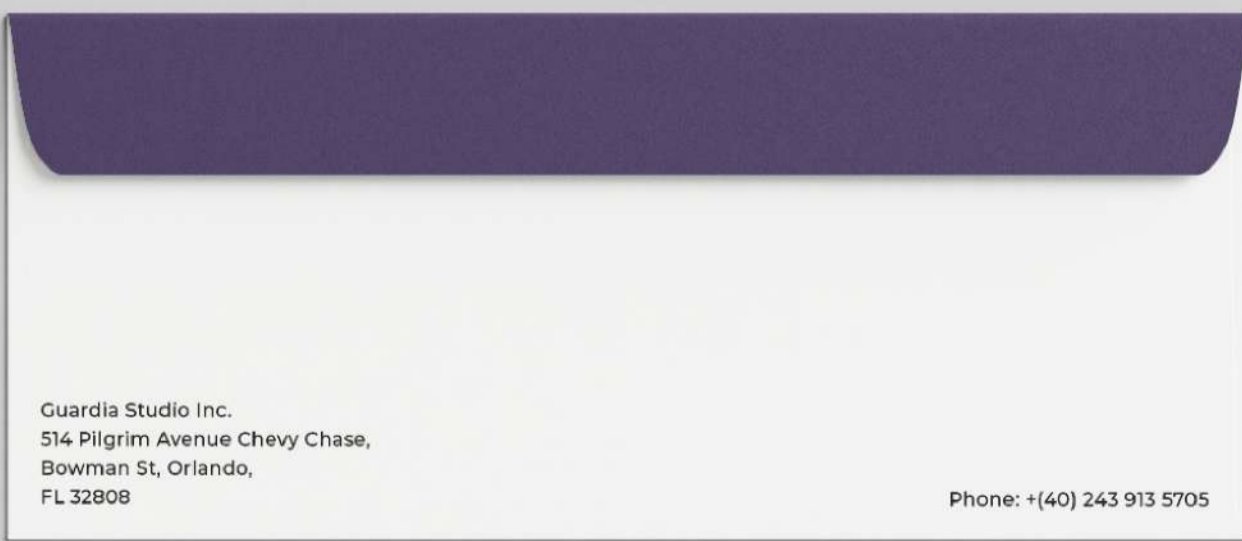 Guardia Studio Inc.
514 Pilgrim Avenue Chevy Chase,
Bowman St, Orlando,
FL 32808
Phone: +(40) 243 913 5705